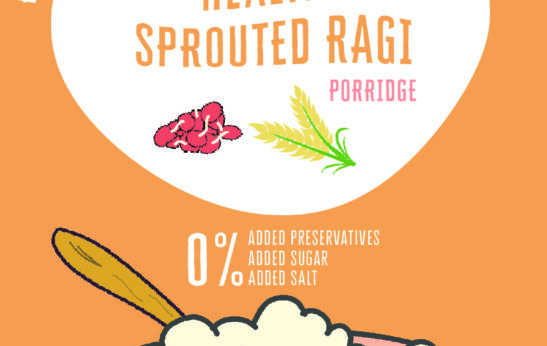 SPROUTED RAGI
PORRIDGE
0%
ADDED PRESERVATIVES
ADDED SUGAR
ADDED SALT